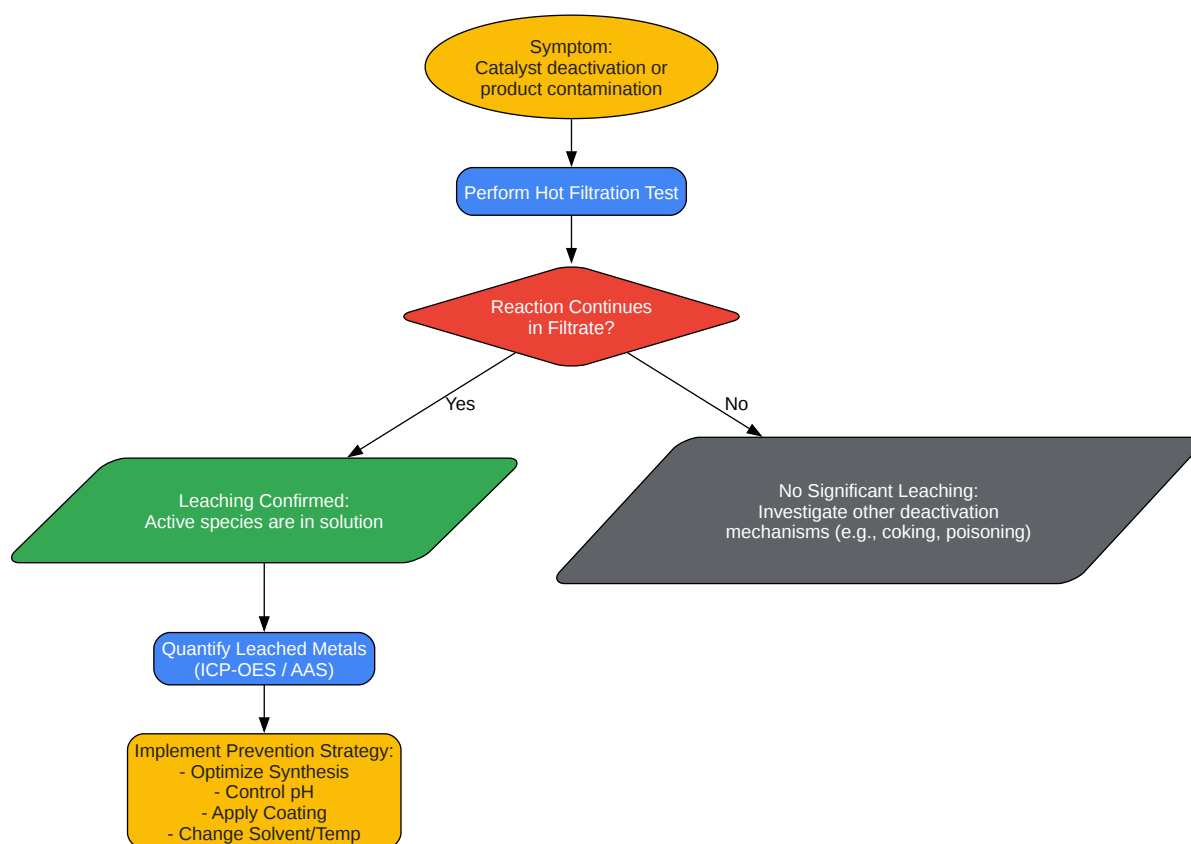 Symptom:
Catalyst deactivation or
product contamination
Perform Hot Filtration Test
Reaction Continues
in Filtrate?
Yes
No
Leaching Confirmed:
Active species are in solution
No Significant Leaching:
Investigate other deactivation
mechanisms (e.g., coking, poisoning)
Quantify Leached Metals
(ICP-OES / AAS)
Implement Prevention Strategy:
- Optimize Synthesis
- Control pH
- Apply Coating
- Change Solvent/Temp